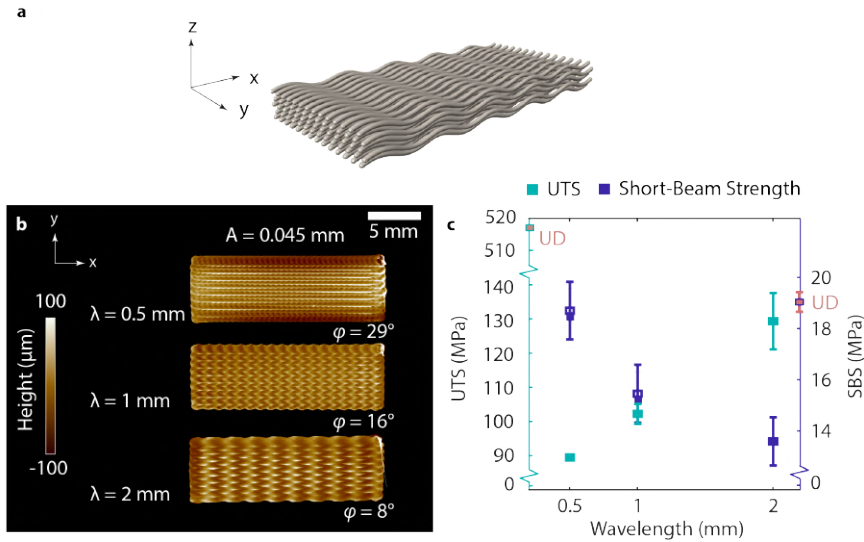 a
z
x
y
b
y
x
A = 0.045 mm
5 mm
100
Height (μm)
-100
λ = 0.5 mm
φ = 29°
λ = 1 mm
φ = 16°
λ = 2 mm
φ = 8°
UTS
Short-Beam Strength
c
520
510
140
130
120
110
100
90
0
UTS (MPa)
UD
UD
20
18
16
14
0
SBS (MPa)
0.5
1
2
Wavelength (mm)